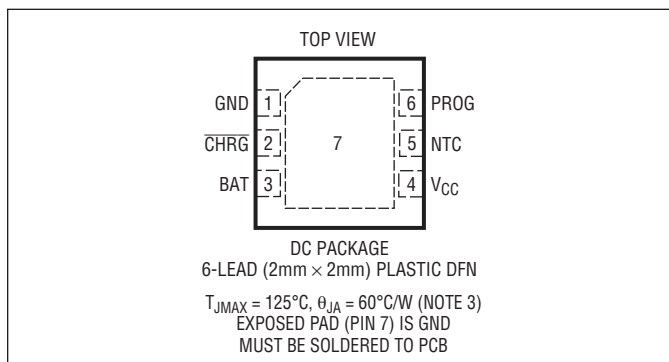 TOP VIEW
GND 1
CHRG 2
BAT 3
7
6 PROG
5 NTC
4 VCC
DC PACKAGE
6-LEAD (2mm × 2mm) PLASTIC DFN
TJMAX = 125°C, θJA = 60°C/W (NOTE 3)
EXPOSED PAD (PIN 7) IS GND
MUST BE SOLDERED TO PCB